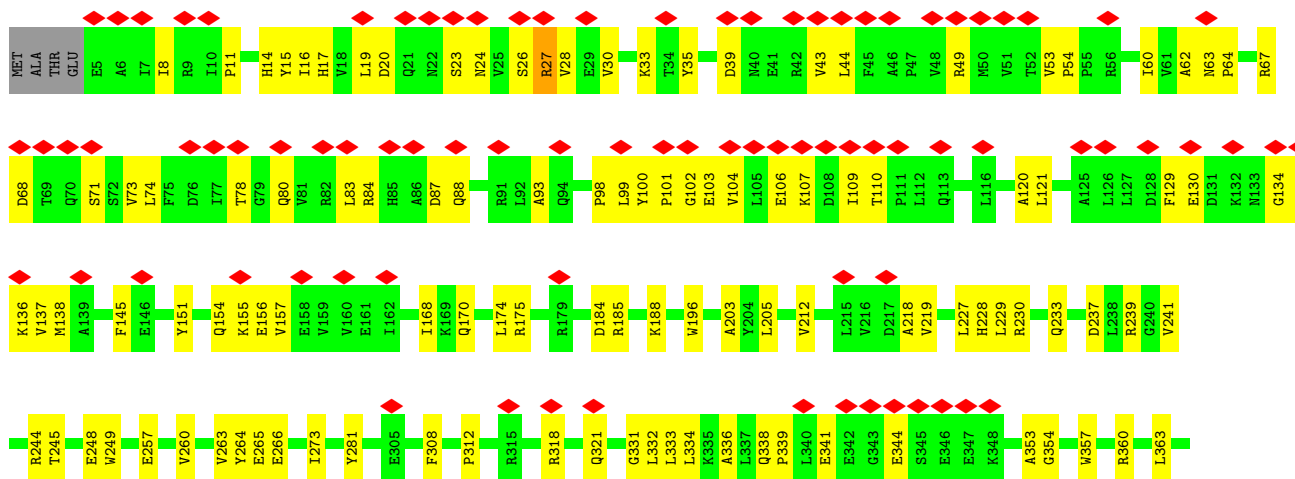 MET ALA THR GLU E5 A6 I7 I8 R9 I10 P11 H14 Y15 I16 H17 V18 L19 D20 Q21 N22 S23 N24 V25 S26 R27 V28 E29 V30 K33 T34 Y35 D39 N40 E41 R42 V43 L44 F45 A46 P47 V48 R49 M50 V51 T52 V53 P54 P55 R56 I60 V61 A62 N63 P64 R67
D68 T69 Q70 S71 S72 V73 L74 F75 D76 I77 T78 G79 Q80 V81 R82 L83 R84 H85 A86 D87 Q88 R91 L92 A93 Q94 P98 L99 Y100 P101 G102 E103 V104 L105 E106 K107 D108 I109 T110 P111 L112 Q113 L116 A120 L121 A125 L126 L127 D128 F129 E130 D131 K132 N133 G134
K136 V137 M138 A139 F145 E146 Y151 Q154 K155 E156 V157 E158 V159 V160 E161 I162 I168 K169 Q170 L174 R175 R179 D184 R185 K188 W196 A203 Y204 L205 V212 L215 V216 D217 A218 V219 L227 H228 L229 R230 Q233 D237 L238 R239 G240 V241
R244 T245 E248 W249 E257 V260 V263 Y264 E265 E266 I273 Y281 E305 F308 P312 R315 R318 Q321 G331 L332 L333 L334 K335 A336 L337 Q338 P339 L340 E341 E342 G343 E344 S345 E346 E347 K348 A353 G354 W357 R360 L363